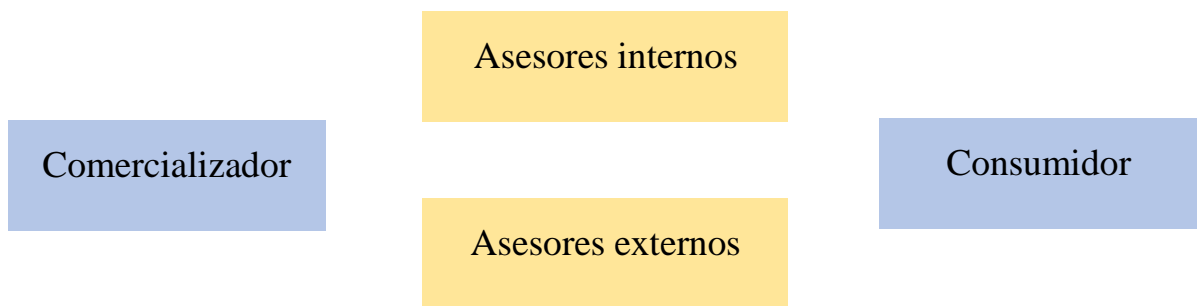 Asesores internos
Comercializador
Consumidor
Asesores externos